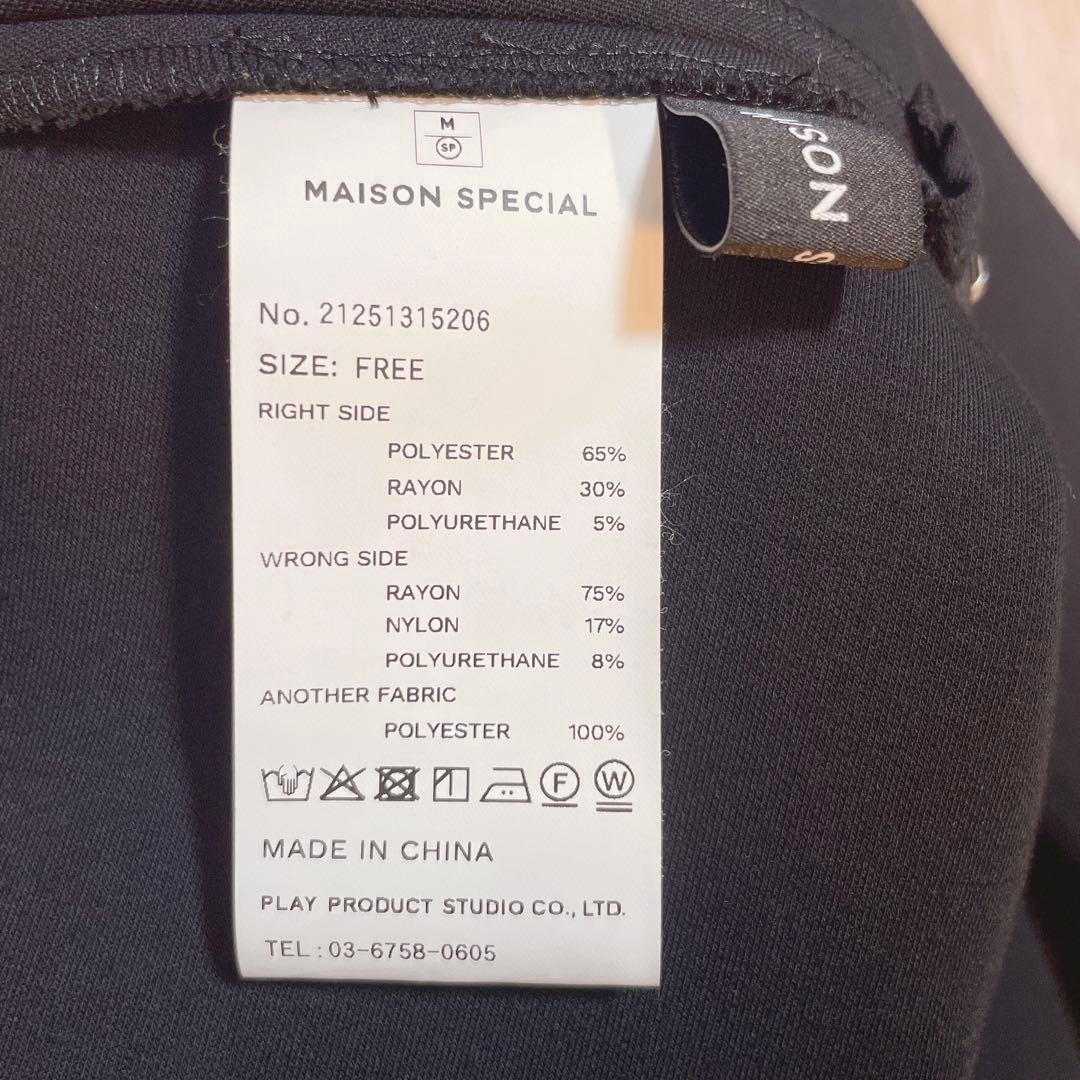 M
SP
MAISON SPECIAL
No. 21251315206
SIZE: FREE
RIGHT SIDE
POLYESTER 65%
RAYON 30%
POLYURETHANE 5%
WRONG SIDE
RAYON 75%
NYLON 17%
POLYURETHANE 8%
ANOTHER FABRIC
POLYESTER 100%
F W
MADE IN CHINA
PLAY PRODUCT STUDIO CO., LTD.
TEL : 03-6758-0605
SON S